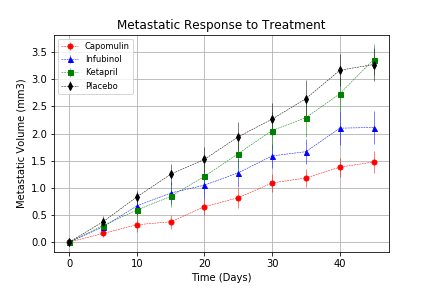 Metastatic Response to Treatment
Metastatic Volume (mm3)
3.5
3.0
2.5
2.0
1.5
1.0
0.5
0.0
Capomulin
Infubinol
Ketapril
Placebo
0 10 20 30 40
Time (Days)